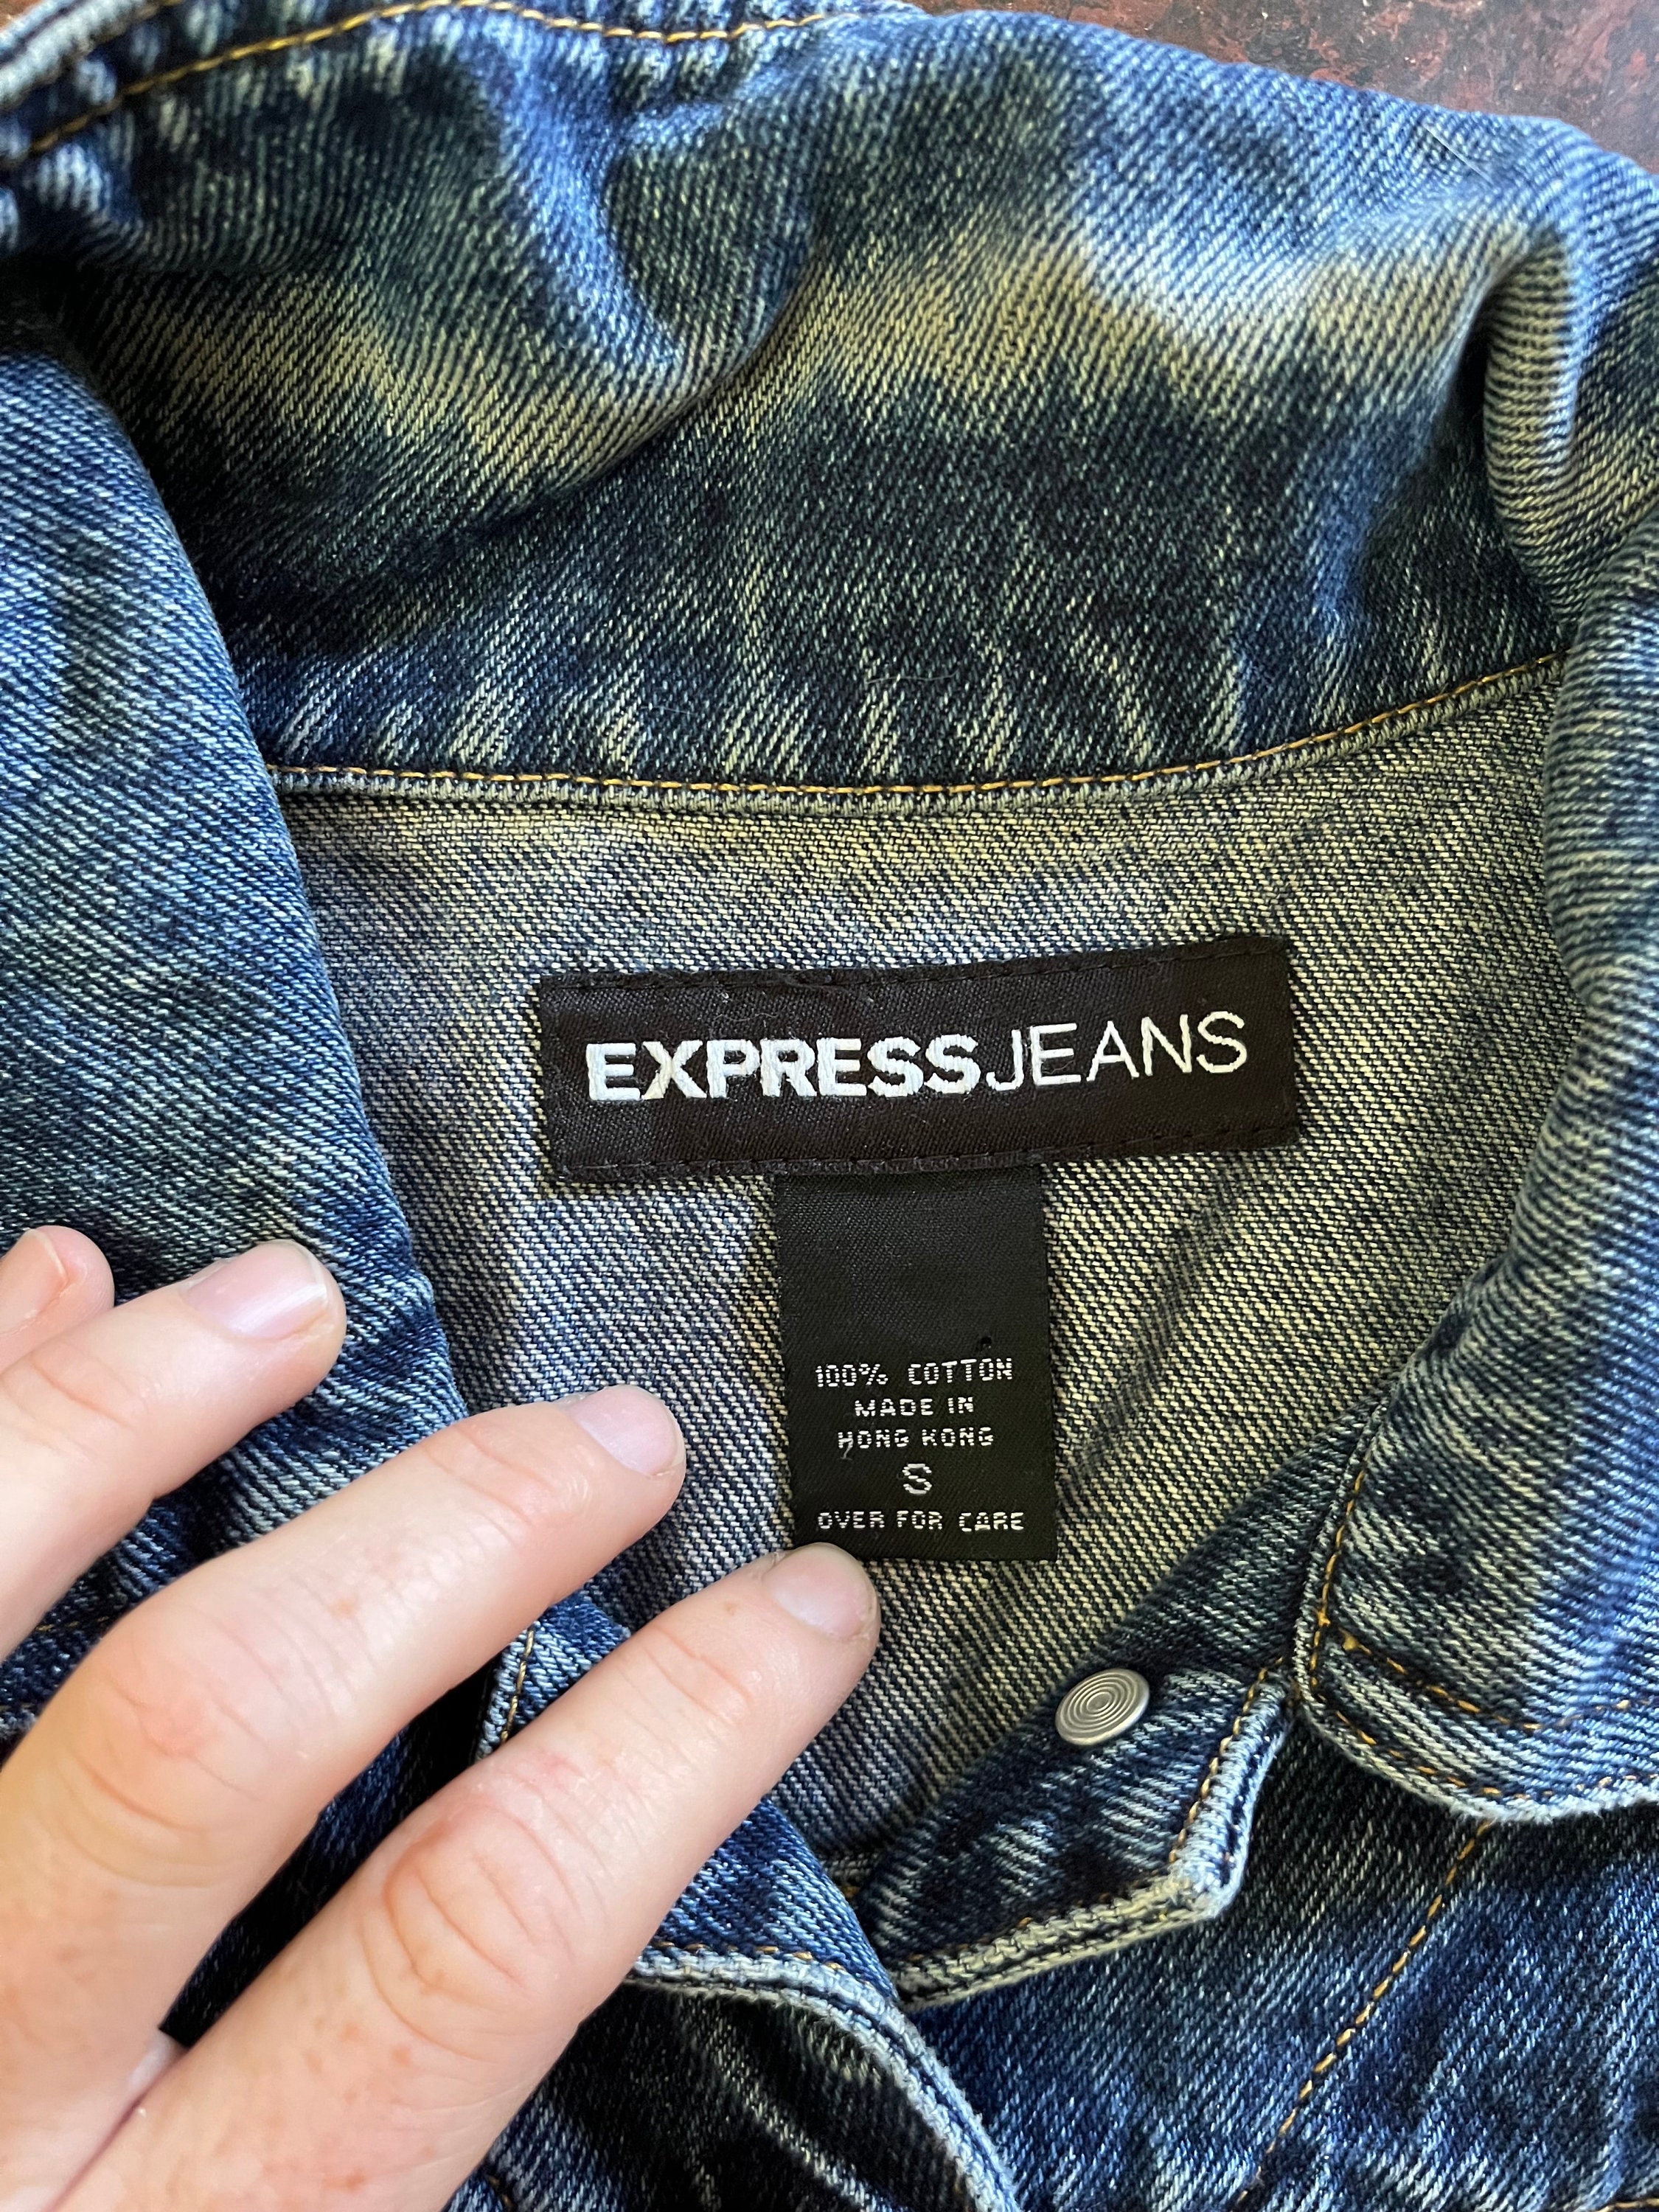 EXPRESSJEANS
100% COTTON
MADE IN
HONG KONG
S
OVER FOR CARE